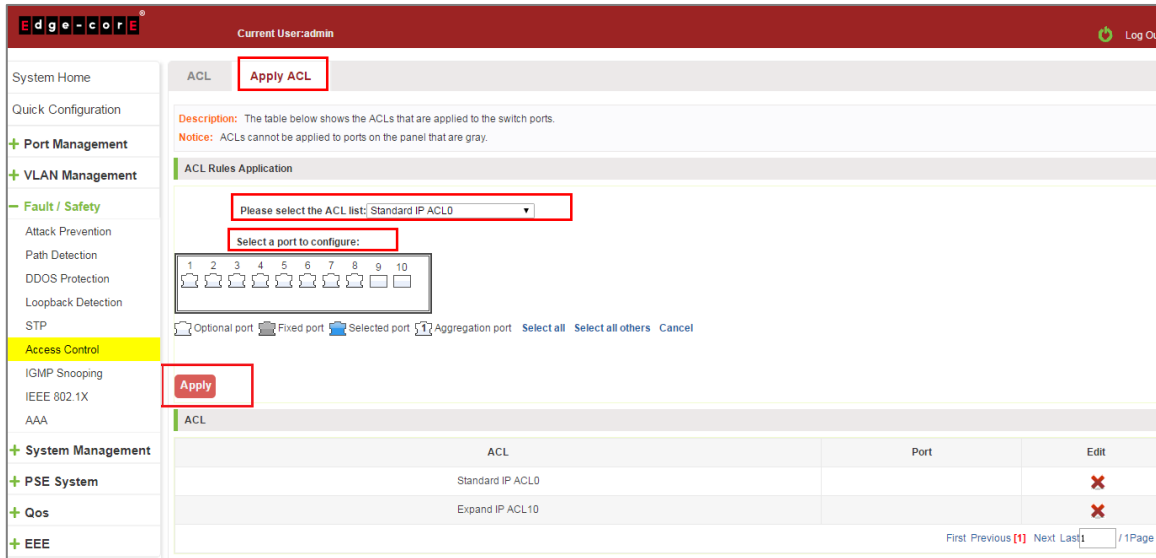 Edge-corE®
Current User:admin
Log Ou
System Home
Quick Configuration
+ Port Management
+ VLAN Management
− Fault / Safety
Attack Prevention
Path Detection
DDOS Protection
Loopback Detection
STP
Access Control
IGMP Snooping
IEEE 802.1X
AAA
+ System Management
+ PSE System
+ Qos
+ EEE
ACL Apply ACL
Description: The table below shows the ACLs that are applied to the switch ports.
Notice: ACLs cannot be applied to ports on the panel that are gray.
ACL Rules Application
Please select the ACL list: Standard IP ACL0
Select a port to configure:
1 2 3 4 5 6 7 8 9 10
Optional port Fixed port Selected port 1 Aggregation port Select all Select all others Cancel
Apply
ACL
ACL Port Edit
Standard IP ACL0
Expand IP ACL10
First Previous [1] Next Last 1 / 1Page